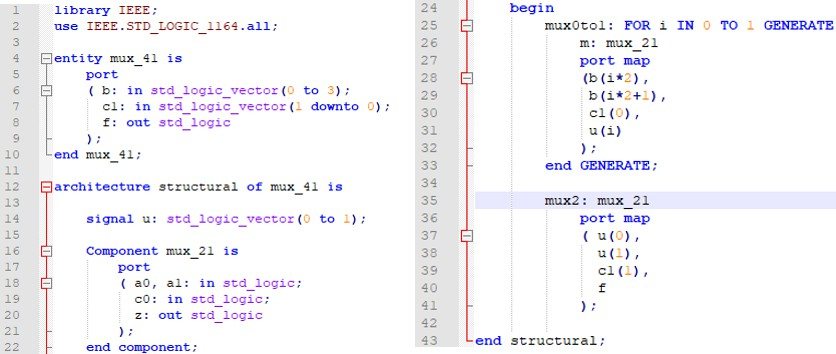 1 library IEEE;
2 use IEEE.STD_LOGIC_1164.all;
3
4 entity mux_41 is
5 port
6 ( b: in std_logic_vector(0 to 3);
7 c1: in std_logic_vector(1 downto 0);
8 f: out std_logic
9 );
10 end mux_41;
11
12 architecture structural of mux_41 is
13
14 signal u: std_logic_vector(0 to 1);
15
16 Component mux_21 is
17 port
18 ( a0, a1: in std_logic;
19 c0: in std_logic;
20 z: out std_logic
21 );
22 end component;
24 begin
25 mux0to1: FOR i IN 0 TO 1 GENERATE
26 m: mux_21
27 port map
28 (b(i*2),
29 b(i*2+1),
30 c1(0),
31 u(i)
32 );
33 end GENERATE;
34
35 mux2: mux_21
36 port map
37 ( u(0),
38 u(1),
39 c1(1),
40 f
41 );
42
43 end structural;